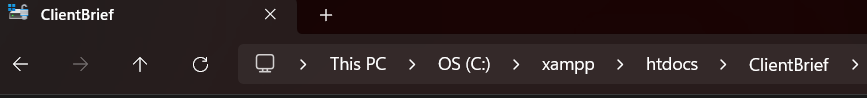 ClientBrief
This PC > OS (C:) > xampp > htdocs > ClientBrief >